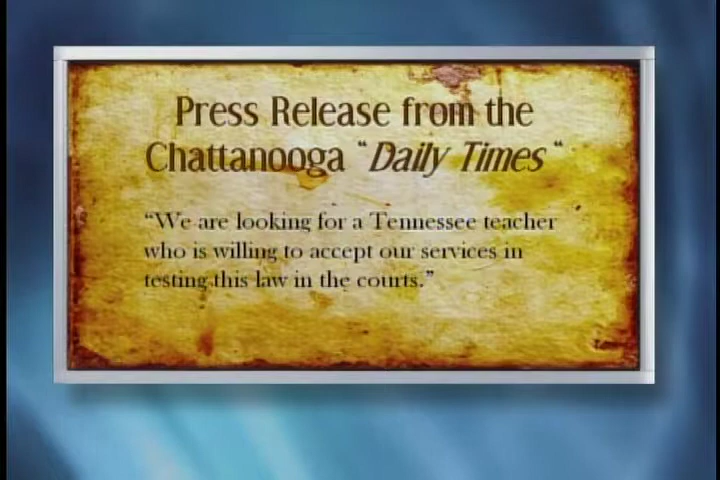 Press Release from the
Chattanooga "Daily Times"
"We are looking for a Tennessee teacher
who is willing to accept our services in
testing this law in the courts."